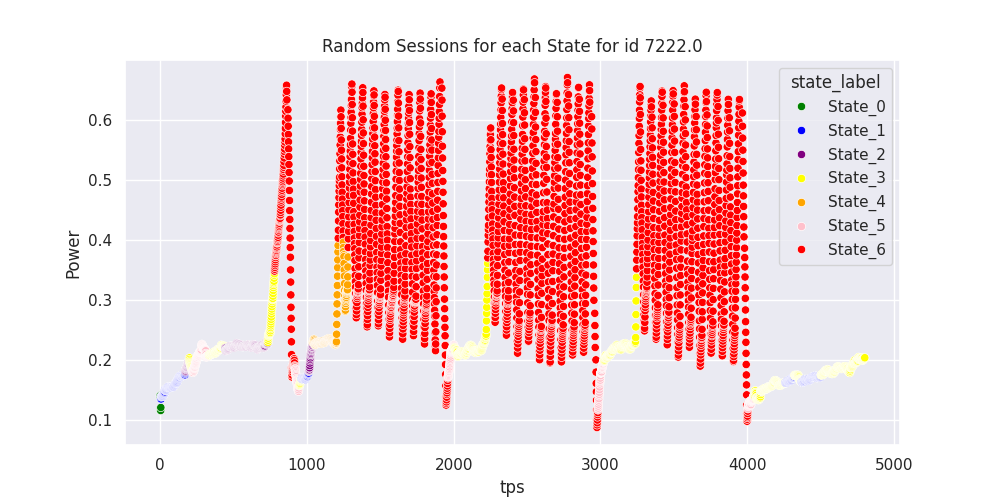 Random Sessions for each State for id 7222.0
state_label
State_0
State_1
State_2
State_3
State_4
State_5
State_6
Power
0.6
0.5
0.4
0.3
0.2
0.1
0
1000
2000
3000
4000
5000
tps